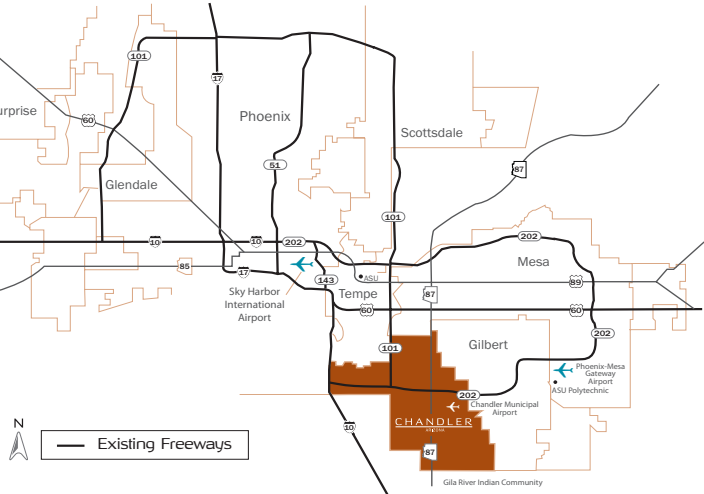 101
17
Phoenix
urprise
60
Scottsdale
51
87
Glendale
101
202
10
10
202
Mesa
85
17
ASU
143
89
Sky Harbor
International
Airport
Tempe
87
60
60
202
101
Gilbert
Phoenix-Mesa
Gateway
Airport
ASU Polytechnic
202
Chandler Municipal
Airport
CHANDLER
ARIZONA
10
87
N
Existing Freeways
Gila River Indian Community